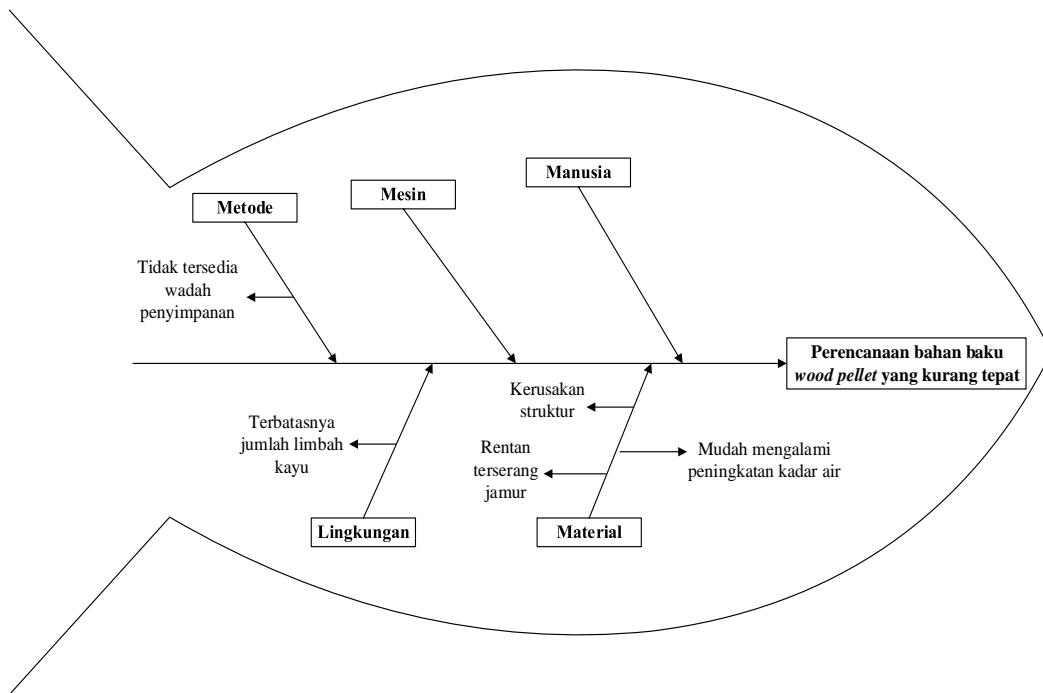 Manusia
Mesin
Metode
Tidak tersedia
wadah
penyimpanan
Perencanaan bahan baku
wood pellet yang kurang tepat
Kerusakan
struktur
Terbatasnya
jumlah limbah
kayu
Rentan
terserang
jamur
Mudah mengalami
peningkatan kadar air
Lingkungan
Material